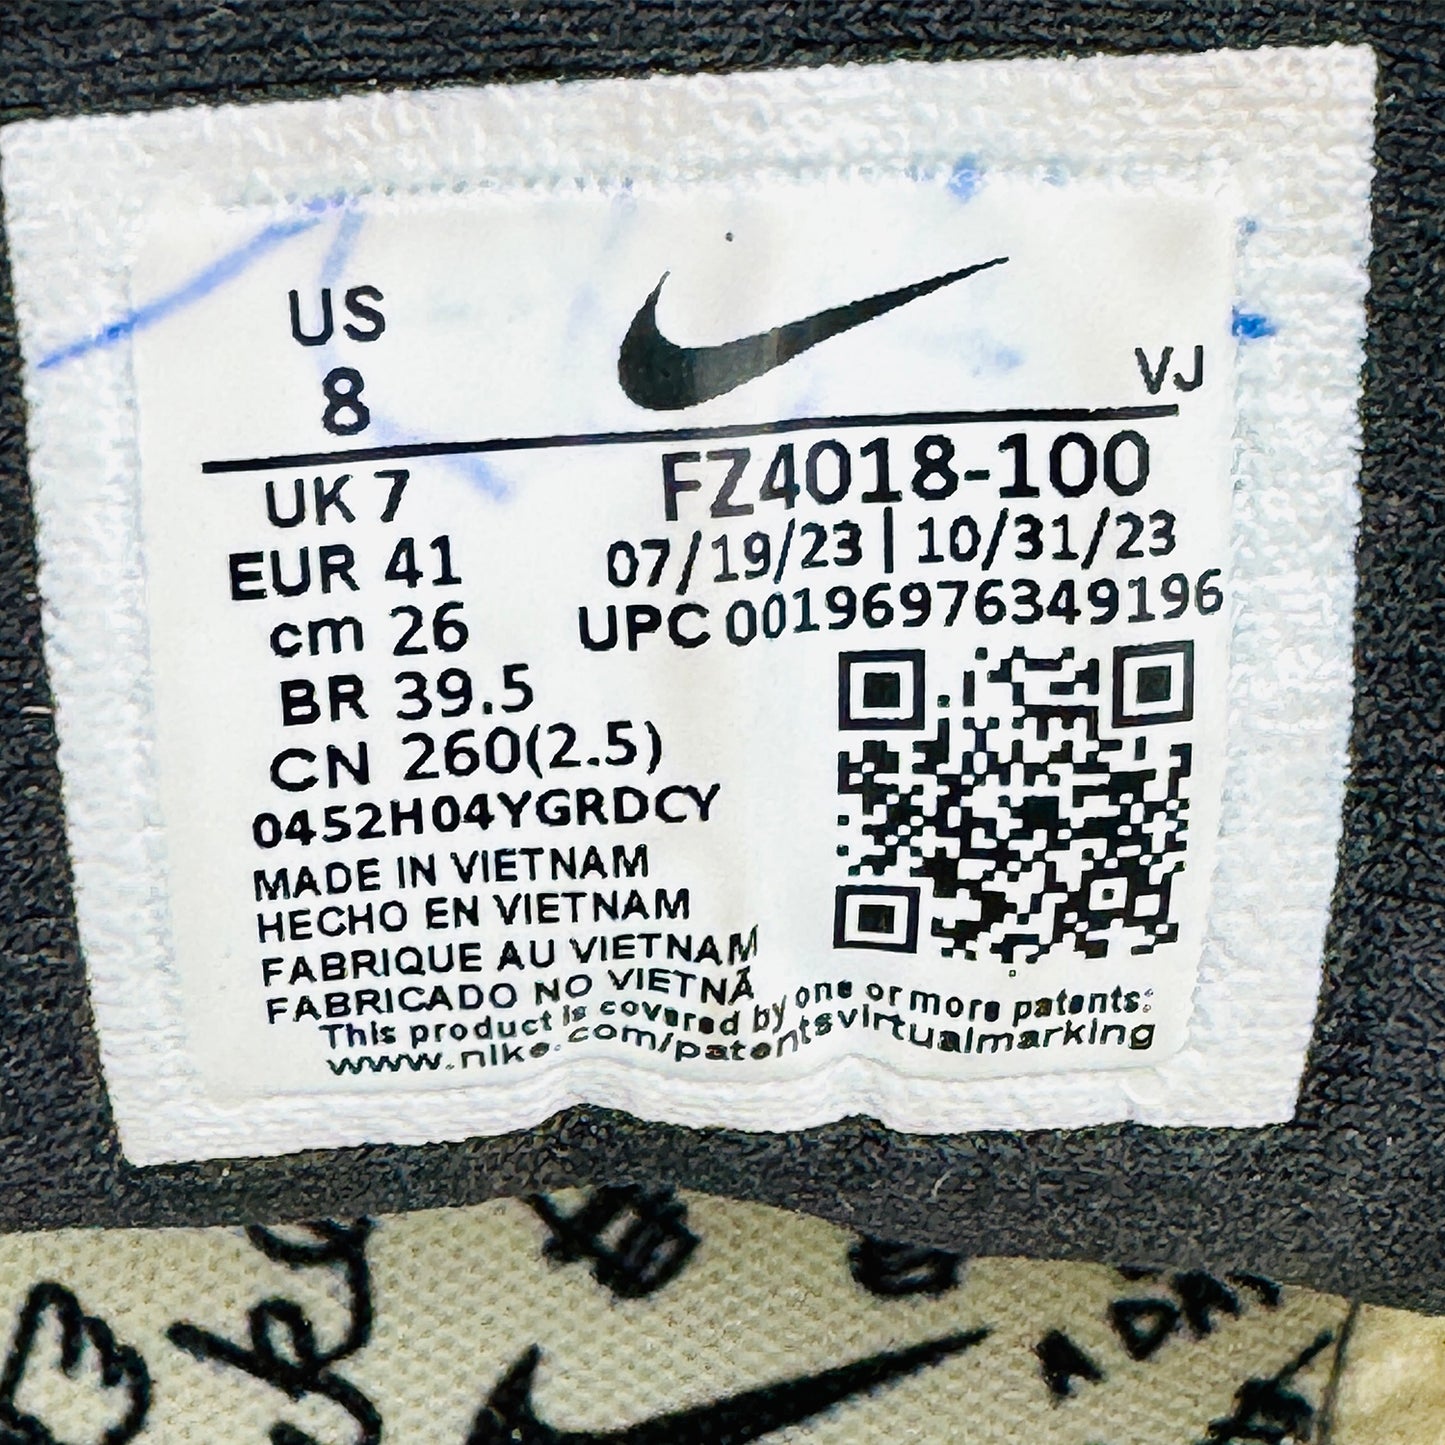 US
8
VJ
UK 7
FZ4018-100
EUR 41
07/19/23 | 10/31/23
cm 26
UPC 00196976349196
BR 39.5
CN 260(2.5)
0452H04YGRDCY
MADE IN VIETNAM
HECHO EN VIETNAM
FABRIQUE AU VIETNAM
FABRICADO NO VIETNÃ
This product is covered by one or more patents:
www.nike.com/patentsvirtualmarking